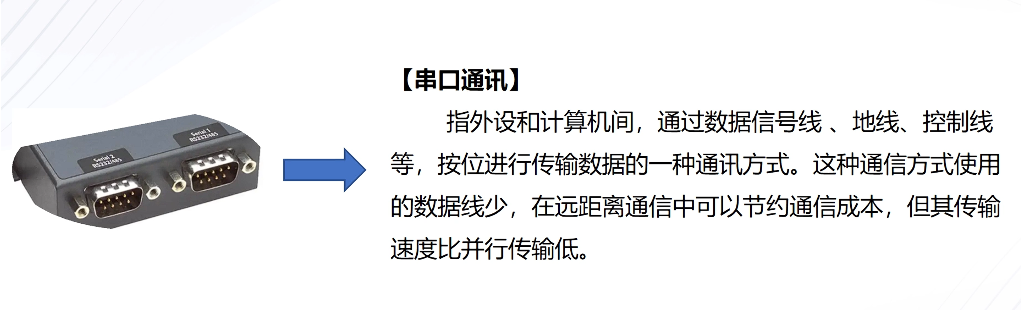 【串口通讯】
指外设和计算机间，通过数据信号线 、地线、控制线
等，按位进行传输数据的一种通讯方式。这种通信方式使用
的数据线少，在远距离通信中可以节约通信成本，但其传输
速度比并行传输低。
Serial 1
RS232/485
Serial 2
RS232/485